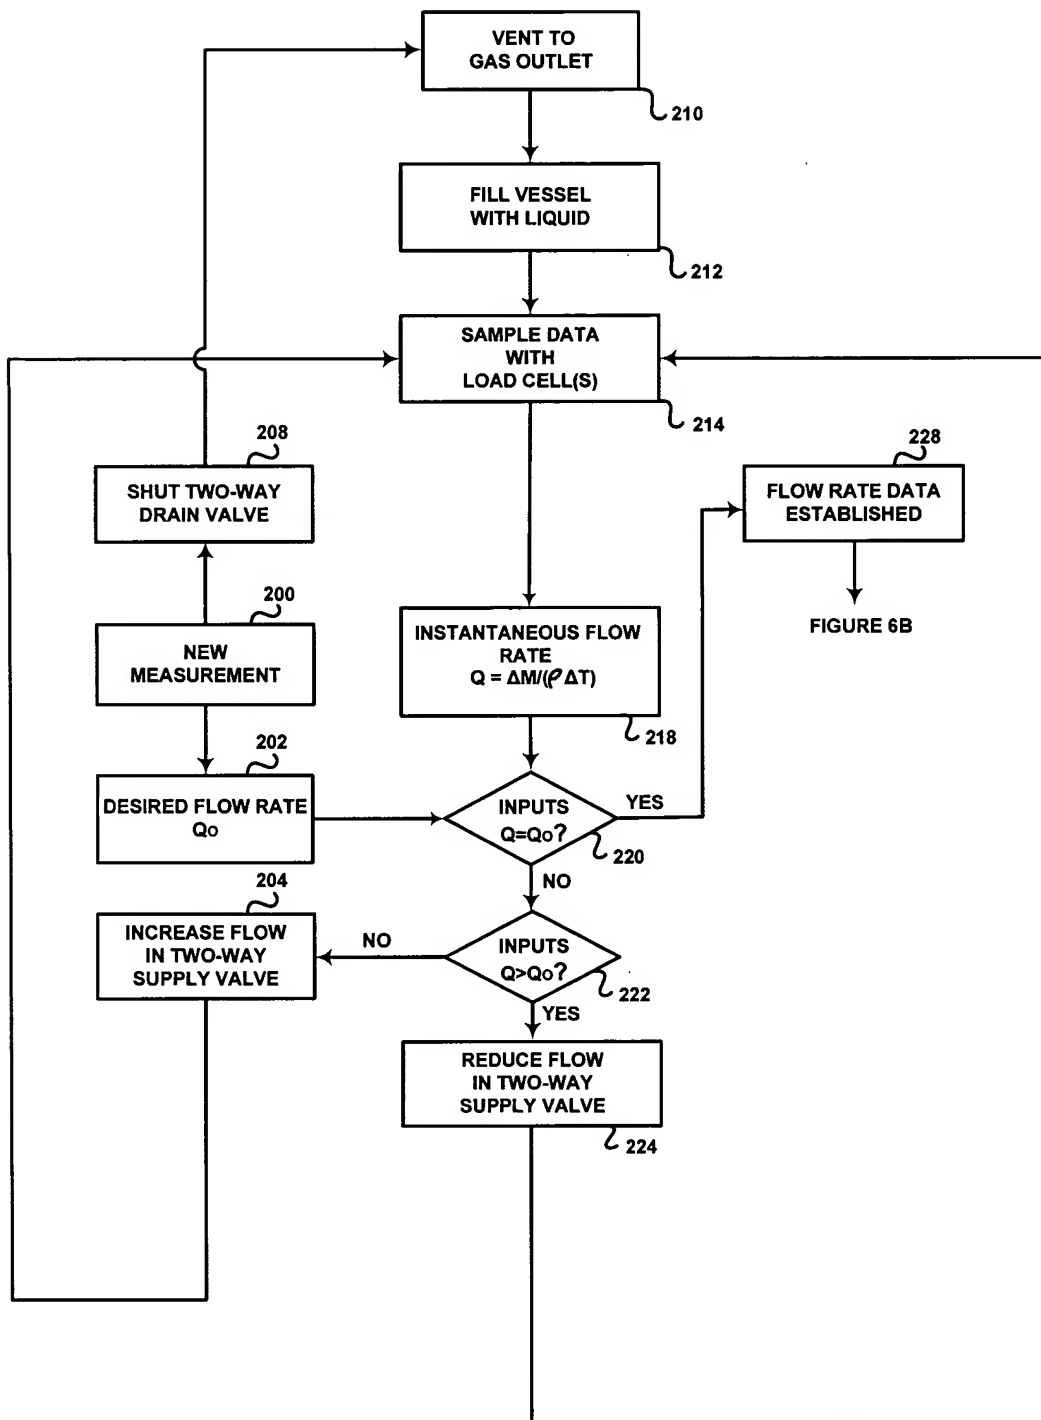 VENT TO
GAS OUTLET
210
FILL VESSEL
WITH LIQUID
212
SAMPLE DATA
WITH
LOAD CELL(S)
214
208
SHUT TWO-WAY
DRAIN VALVE
228
FLOW RATE DATA
ESTABLISHED
FIGURE 6B
200
NEW
MEASUREMENT
INSTANTANEOUS FLOW
RATE
Q = ΔM/(ρ ΔT)
218
202
DESIRED FLOW RATE
Qo
INPUTS
Q=Qo?
YES
220
NO
204
INCREASE FLOW
IN TWO-WAY
SUPPLY VALVE
NO
INPUTS
Q>Qo?
222
YES
REDUCE FLOW
IN TWO-WAY
SUPPLY VALVE
224